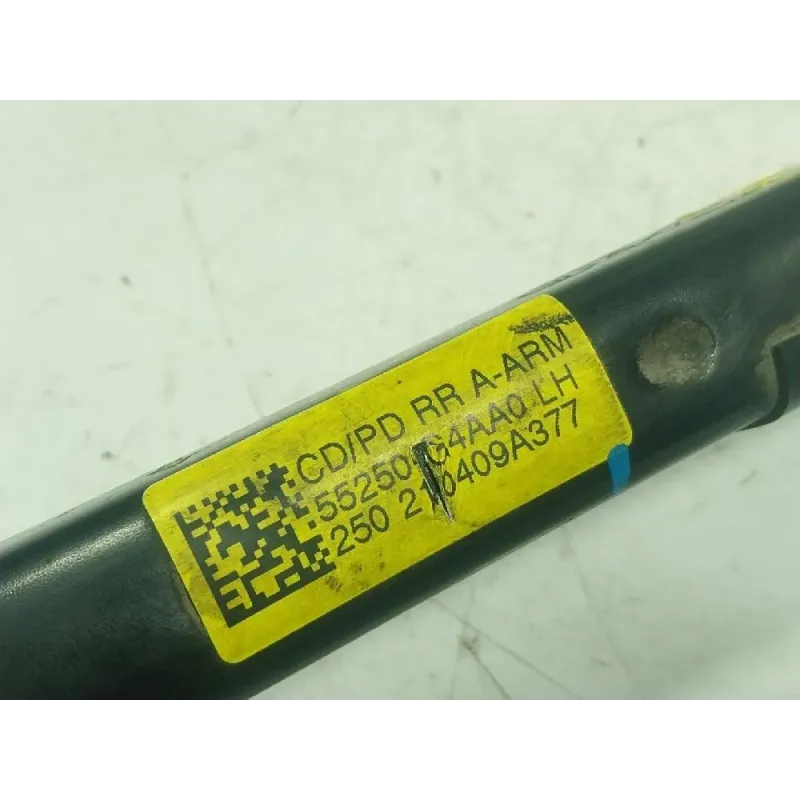 CD/PD RR A-ARM
55250-G4AA0 LH
250 210409A377